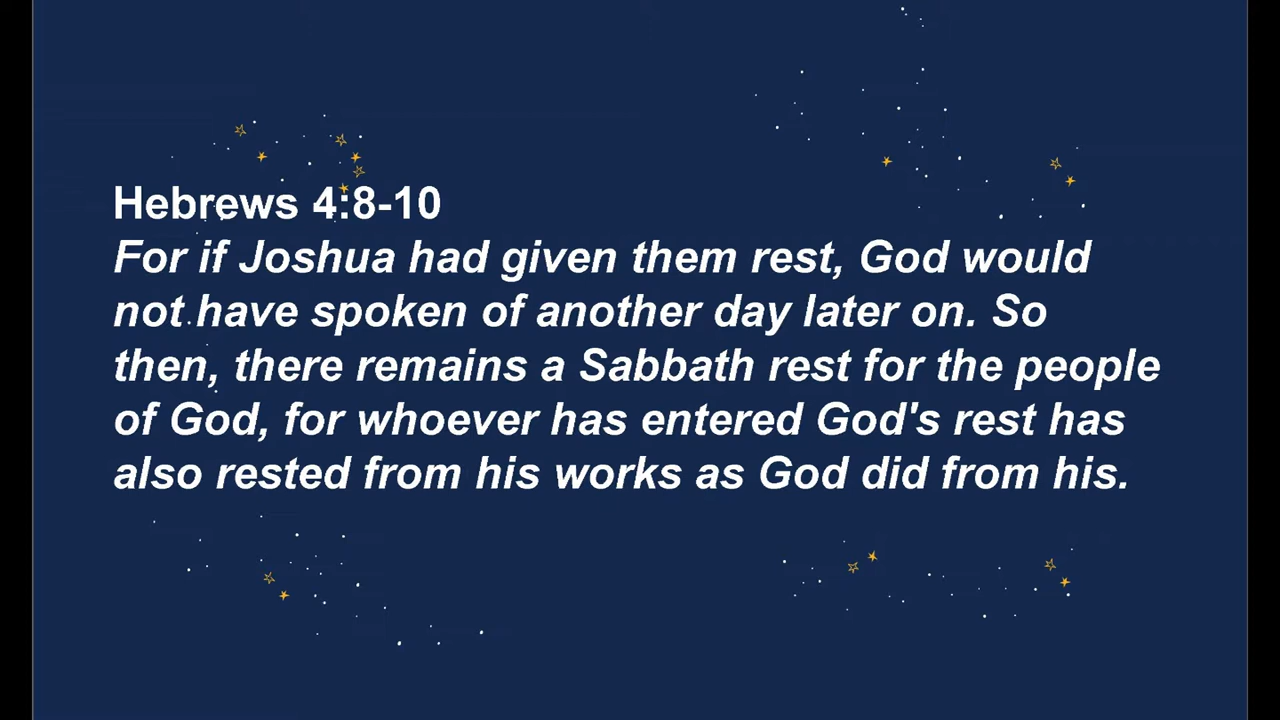 Hebrews 4:8-10
For if Joshua had given them rest, God would
not have spoken of another day later on. So
then, there remains a Sabbath rest for the people
of God, for whoever has entered God's rest has
also rested from his works as God did from his.